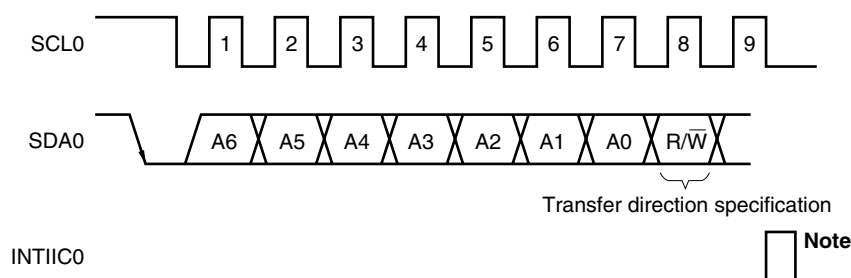 SCL0 1 2 3 4 5 6 7 8 9
SDA0 A6 A5 A4 A3 A2 A1 A0 R/W̅
Transfer direction specification
Note
INTIIC0